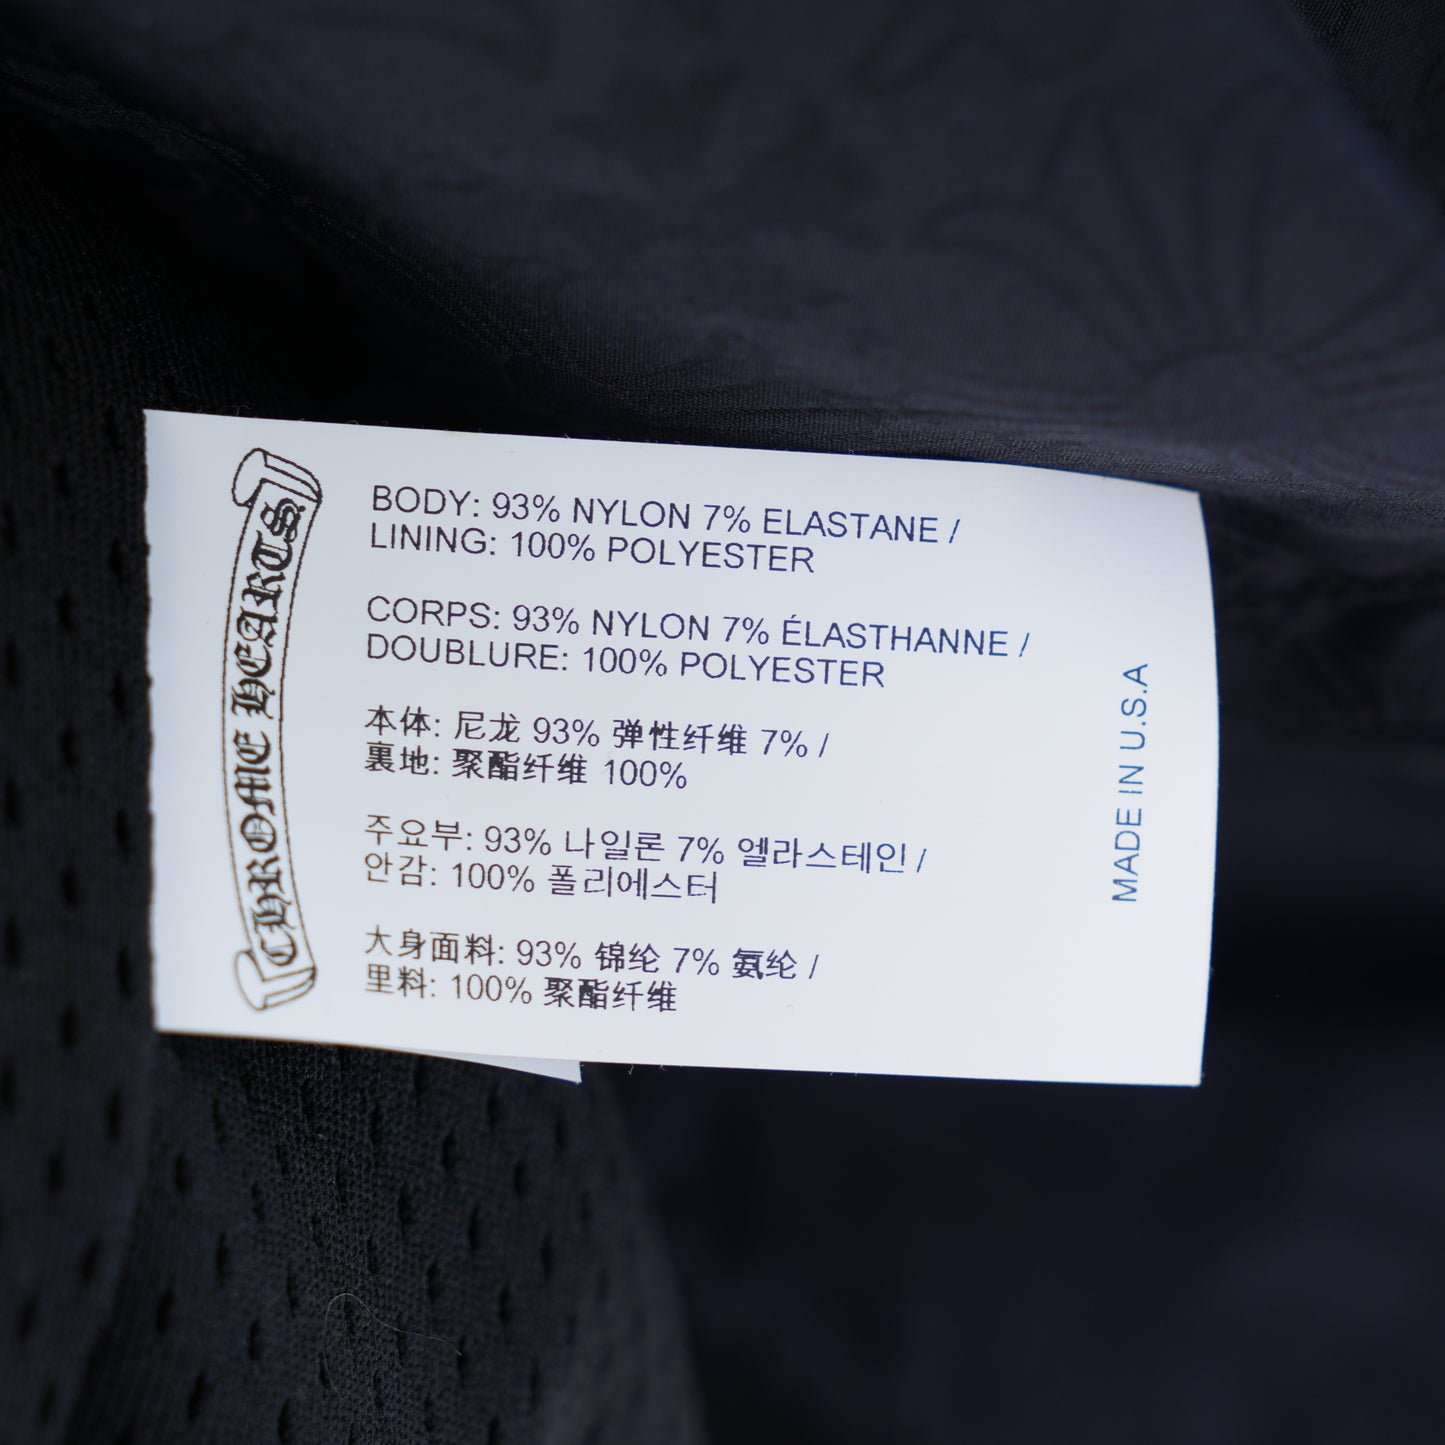 CHROME HEARTS
BODY: 93% NYLON 7% ELASTANE /
LINING: 100% POLYESTER
CORPS: 93% NYLON 7% ÉLASTHANNE /
DOUBLURE: 100% POLYESTER
本体: 尼龙 93% 弹性纤维 7% /
裏地: 聚酯纤维 100%
주요부: 93% 나일론 7% 엘라스테인 /
안감: 100% 폴리에스터
大身面料: 93% 锦纶 7% 氨纶 /
里料: 100% 聚酯纤维
MADE IN U.S.A